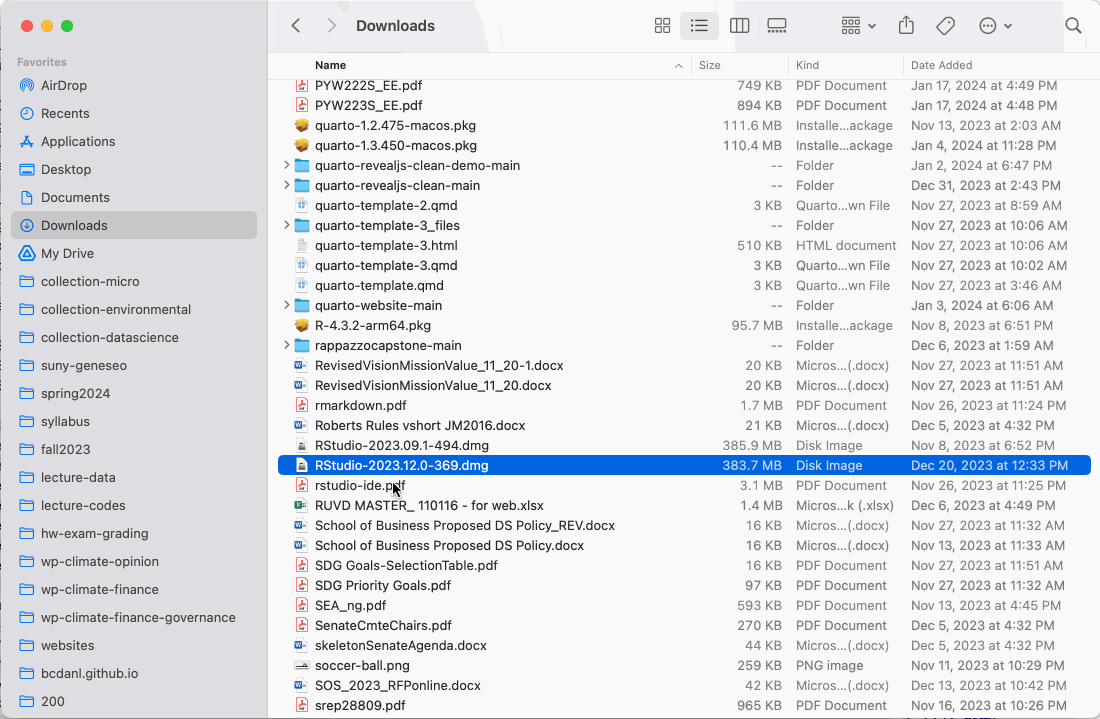 Downloads
Favorites
AirDrop
Recents
Applications
Desktop
Documents
Downloads
My Drive
collection-micro
collection-environmental
collection-datascience
suny-geneseo
spring2024
syllabus
fall2023
lecture-data
lecture-codes
hw-exam-grading
wp-climate-opinion
wp-climate-finance
wp-climate-finance-governance
websites
bcdanl.github.io
200
Name Size Kind Date Added
PYW222S_EE.pdf 749 KB PDF Document Jan 17, 2024 at 4:49 PM
PYW223S_EE.pdf 894 KB PDF Document Jan 17, 2024 at 4:48 PM
quarto-1.2.475-macos.pkg 111.6 MB Installe...ackage Nov 13, 2023 at 2:03 AM
quarto-1.3.450-macos.pkg 110.4 MB Installe...ackage Jan 4, 2024 at 11:28 PM
quarto-revealjs-clean-demo-main -- Folder Jan 2, 2024 at 6:47 PM
quarto-revealjs-clean-main -- Folder Dec 31, 2023 at 2:43 PM
quarto-template-2.qmd 3 KB Quarto...wn File Nov 27, 2023 at 8:59 AM
quarto-template-3_files -- Folder Nov 27, 2023 at 10:06 AM
quarto-template-3.html 510 KB HTML document Nov 27, 2023 at 10:06 AM
quarto-template-3.qmd 3 KB Quarto...wn File Nov 27, 2023 at 10:02 AM
quarto-template.qmd 3 KB Quarto...wn File Nov 27, 2023 at 3:46 AM
quarto-website-main -- Folder Jan 3, 2024 at 6:06 AM
R-4.3.2-arm64.pkg 95.7 MB Installe...ackage Nov 8, 2023 at 6:51 PM
rappazzocapstone-main -- Folder Dec 6, 2023 at 1:59 AM
RevisedVisionMissionValue_11_20-1.docx 20 KB Micros...(.docx) Nov 27, 2023 at 11:51 AM
RevisedVisionMissionValue_11_20.docx 20 KB Micros...(.docx) Nov 27, 2023 at 11:51 AM
rmarkdown.pdf 1.7 MB PDF Document Nov 26, 2023 at 11:24 PM
Roberts Rules vshort JM2016.docx 21 KB Micros...(.docx) Dec 5, 2023 at 4:32 PM
RStudio-2023.09.1-494.dmg 385.9 MB Disk Image Nov 8, 2023 at 6:52 PM
RStudio-2023.12.0-369.dmg 383.7 MB Disk Image Dec 20, 2023 at 12:33 PM
rstudio-ide.pdf 3.1 MB PDF Document Nov 26, 2023 at 11:25 PM
RUVD MASTER_ 110116 - for web.xlsx 1.4 MB Micros...k (.xlsx) Dec 6, 2023 at 4:49 PM
School of Business Proposed DS Policy_REV.docx 16 KB Micros...(.docx) Nov 27, 2023 at 11:32 AM
School of Business Proposed DS Policy.docx 16 KB Micros...(.docx) Nov 13, 2023 at 11:33 AM
SDG Goals-SelectionTable.pdf 16 KB PDF Document Nov 27, 2023 at 11:51 AM
SDG Priority Goals.pdf 97 KB PDF Document Nov 27, 2023 at 11:32 AM
SEA_ng.pdf 593 KB PDF Document Nov 13, 2023 at 4:45 PM
SenateCmteChairs.pdf 270 KB PDF Document Dec 5, 2023 at 4:32 PM
skeletonSenateAgenda.docx 44 KB Micros...(.docx) Dec 5, 2023 at 4:32 PM
soccer-ball.png 259 KB PNG image Nov 11, 2023 at 10:29 PM
SOS_2023_RFPonline.docx 42 KB Micros...(.docx) Dec 13, 2023 at 10:42 PM
srep28809.pdf 965 KB PDF Document Nov 16, 2023 at 10:26 PM